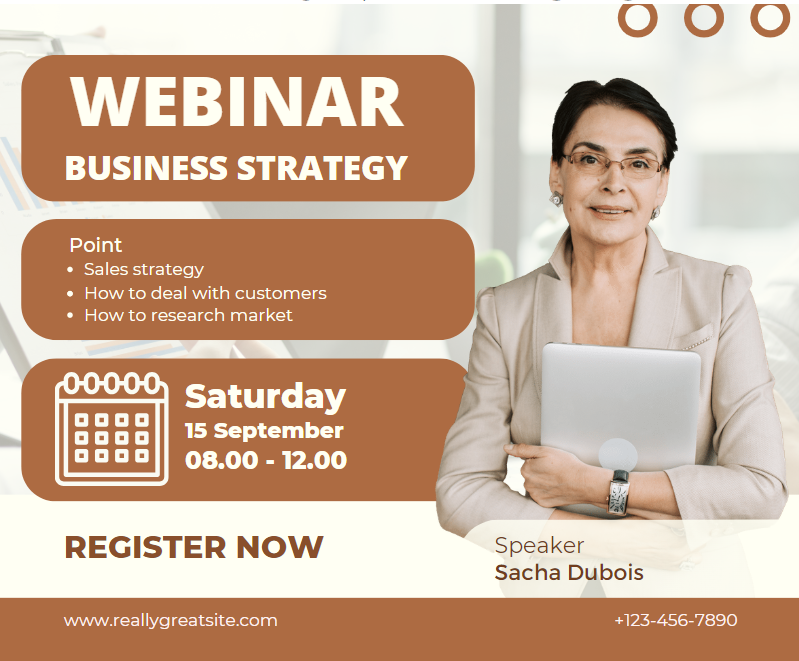 WEBINAR
BUSINESS STRATEGY
Point
• Sales strategy
• How to deal with customers
• How to research market
Saturday
15 September
08.00 - 12.00
REGISTER NOW
Speaker
Sacha Dubois
www.reallygreatsite.com
+123-456-7890